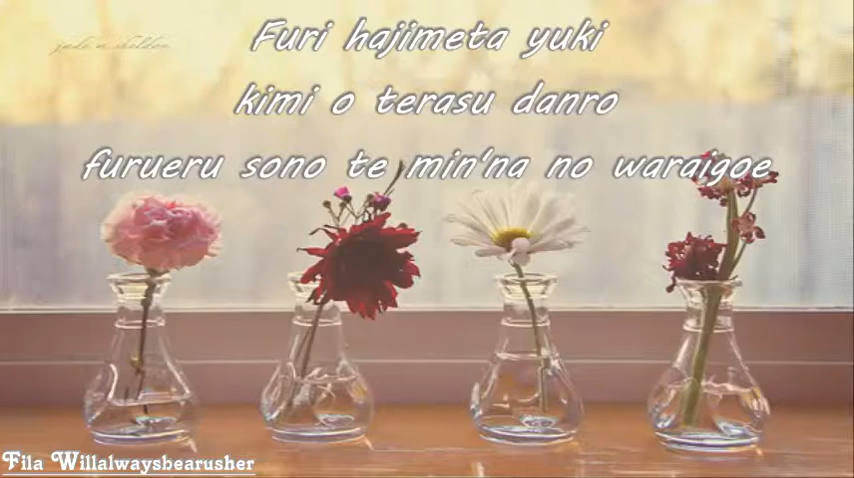 Furi hajimeta yuki
kimi o terasu danro
furueru sono te min'na no waraigoe
Fila Willalwaysbearusher